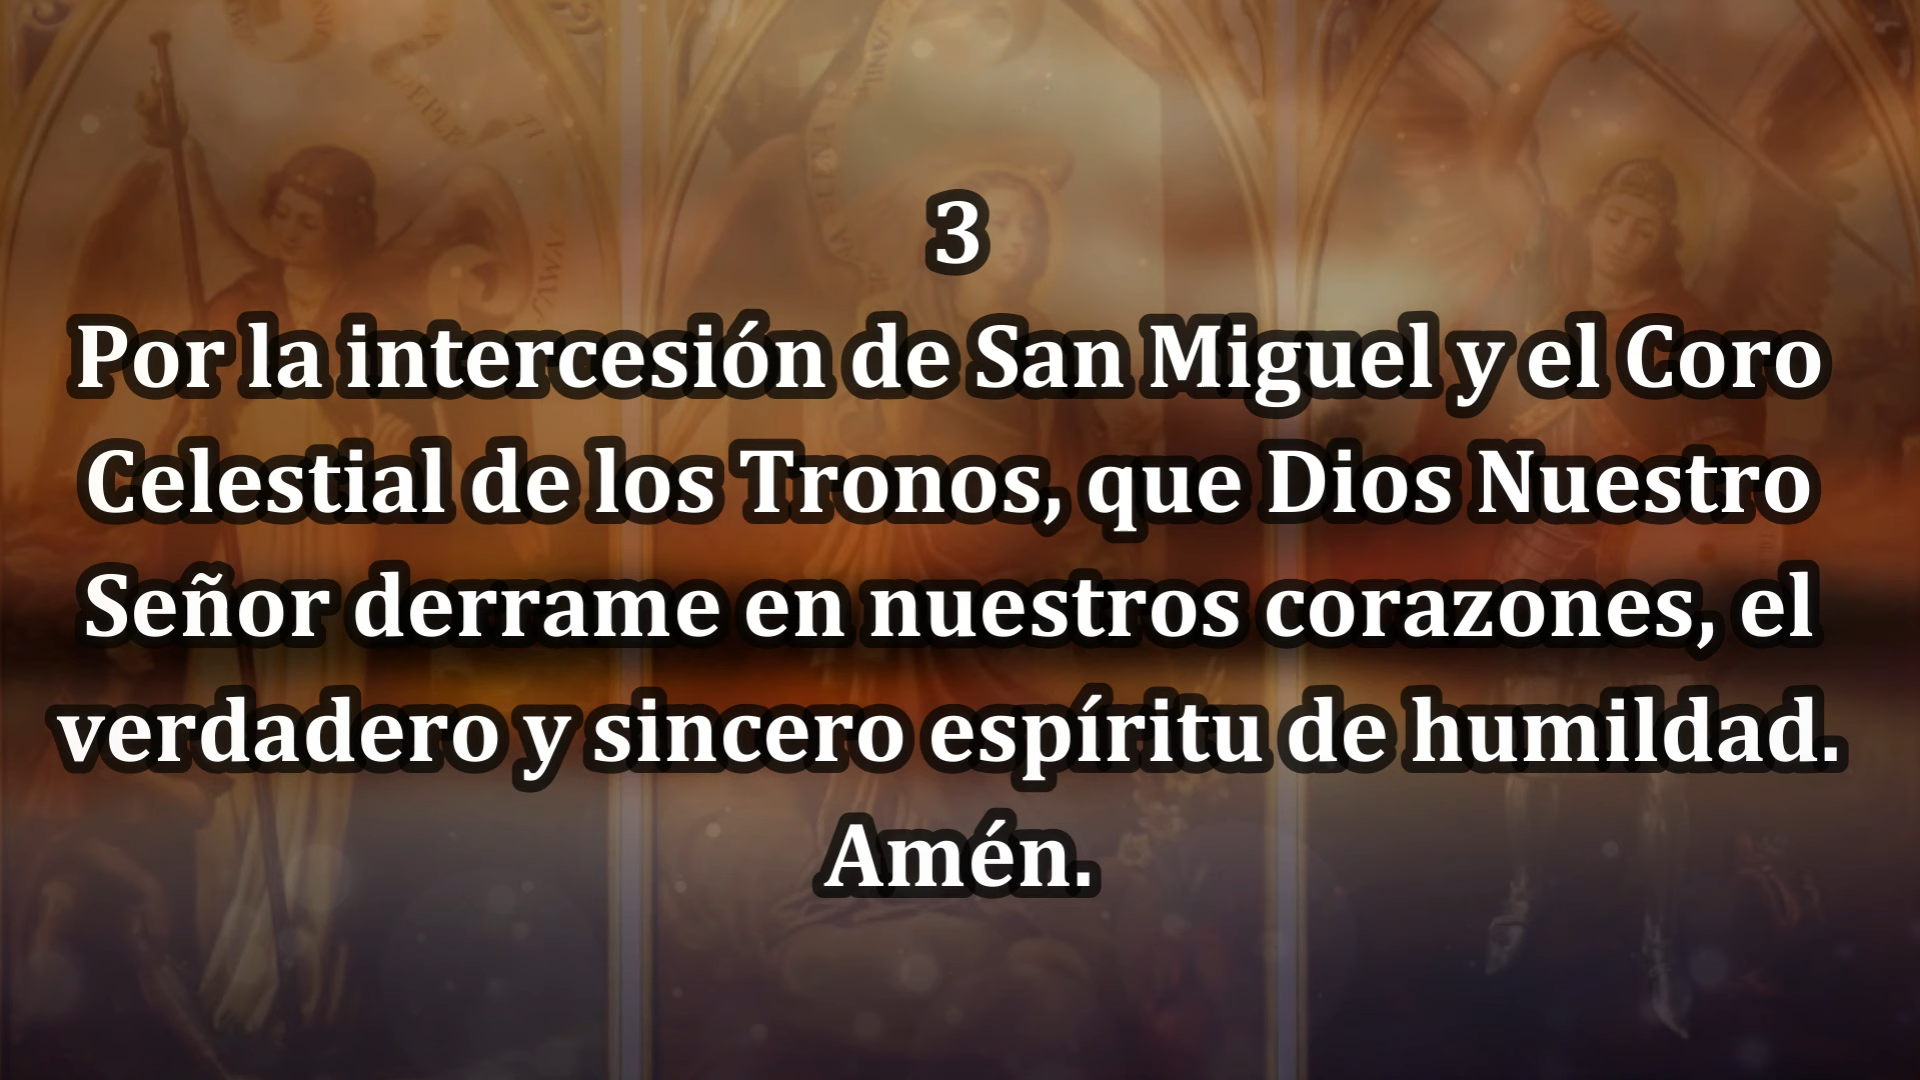 3
Por la intercesión de San Miguel y el Coro
Celestial de los Tronos, que Dios Nuestro
Señor derrame en nuestros corazones, el
verdadero y sincero espíritu de humildad.
Amén.